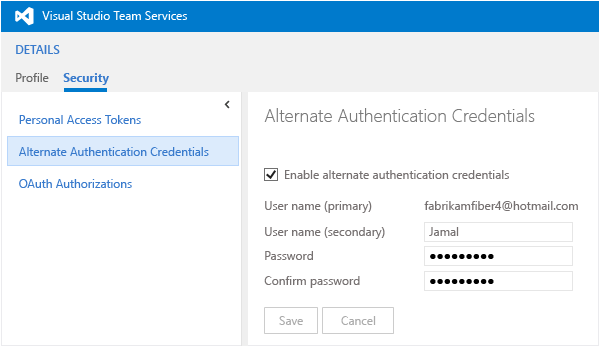 Visual Studio Team Services
DETAILS
Profile Security
Personal Access Tokens
Alternate Authentication Credentials
OAuth Authorizations
Alternate Authentication Credentials
Enable alternate authentication credentials
User name (primary) fabrikamfiber4@hotmail.com
User name (secondary) Jamal
Password ●●●●●●●●●
Confirm password ●●●●●●●●●
Save Cancel